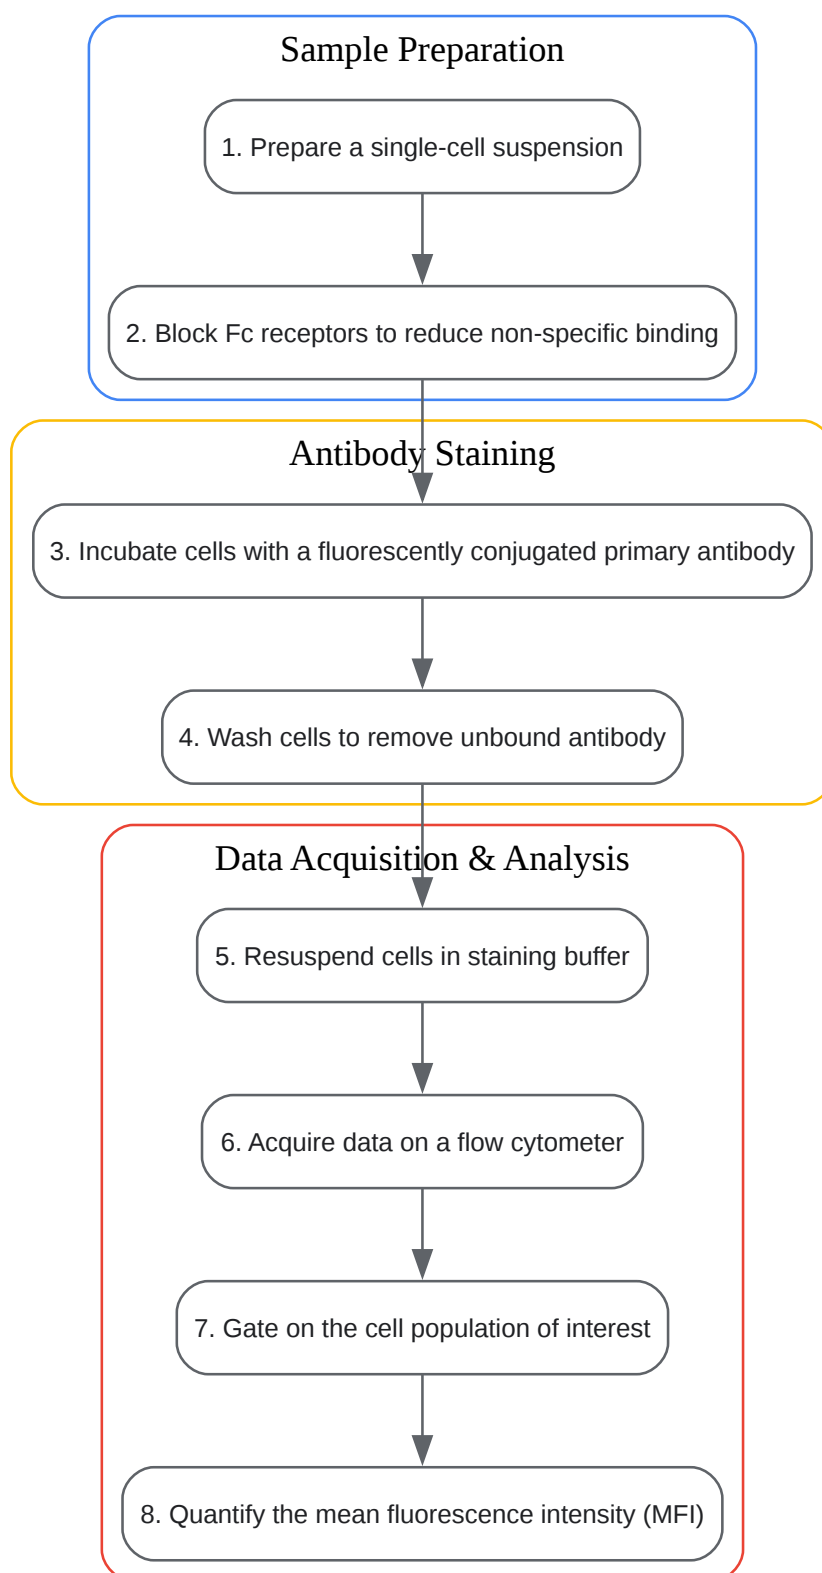 Sample Preparation
1. Prepare a single-cell suspension
2. Block Fc receptors to reduce non-specific binding
Antibody Staining
3. Incubate cells with a fluorescently conjugated primary antibody
4. Wash cells to remove unbound antibody
Data Acquisition & Analysis
5. Resuspend cells in staining buffer
6. Acquire data on a flow cytometer
7. Gate on the cell population of interest
8. Quantify the mean fluorescence intensity (MFI)